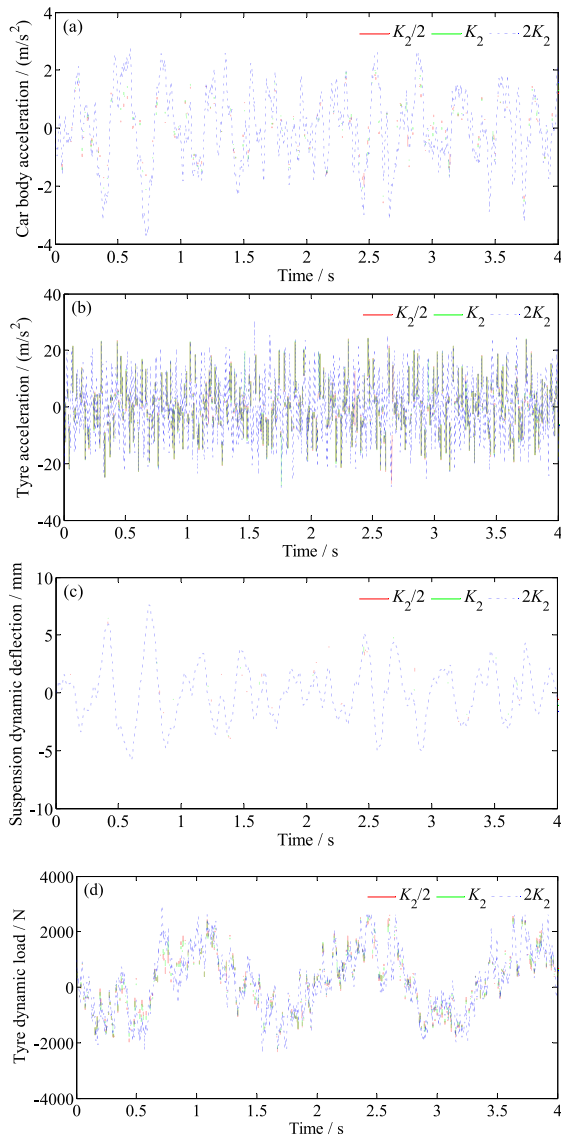 (a)
K2/2 K2 2K2
Car body acceleration / (m/s2)
4
2
0
-2
-4
0 0.5 1 1.5 2 2.5 3 3.5 4
Time / s
(b)
K2/2 K2 2K2
Tyre acceleration / (m/s2)
40
20
0
-20
-40
0 0.5 1 1.5 2 2.5 3 3.5 4
Time / s
(c)
K2/2 K2 2K2
Suspension dynamic deflection / mm
10
5
0
-5
-10
0 0.5 1 1.5 2 2.5 3 3.5 4
Time / s
(d)
K2/2 K2 2K2
Tyre dynamic load / N
4000
2000
0
-2000
-4000
0 0.5 1 1.5 2 2.5 3 3.5 4
Time / s